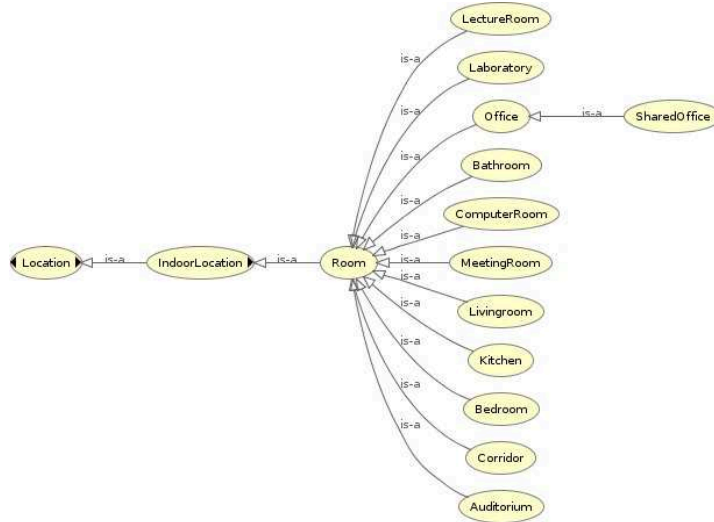 LectureRoom
is-a
Laboratory
is-a
Office
is-a
SharedOffice
is-a
Bathroom
is-a
ComputerRoom
is-a
Location
is-a
IndoorLocation
is-a
Room
is-a
MeetingRoom
is-a
Livingroom
is-a
Kitchen
is-a
Bedroom
is-a
Corridor
is-a
Auditorium